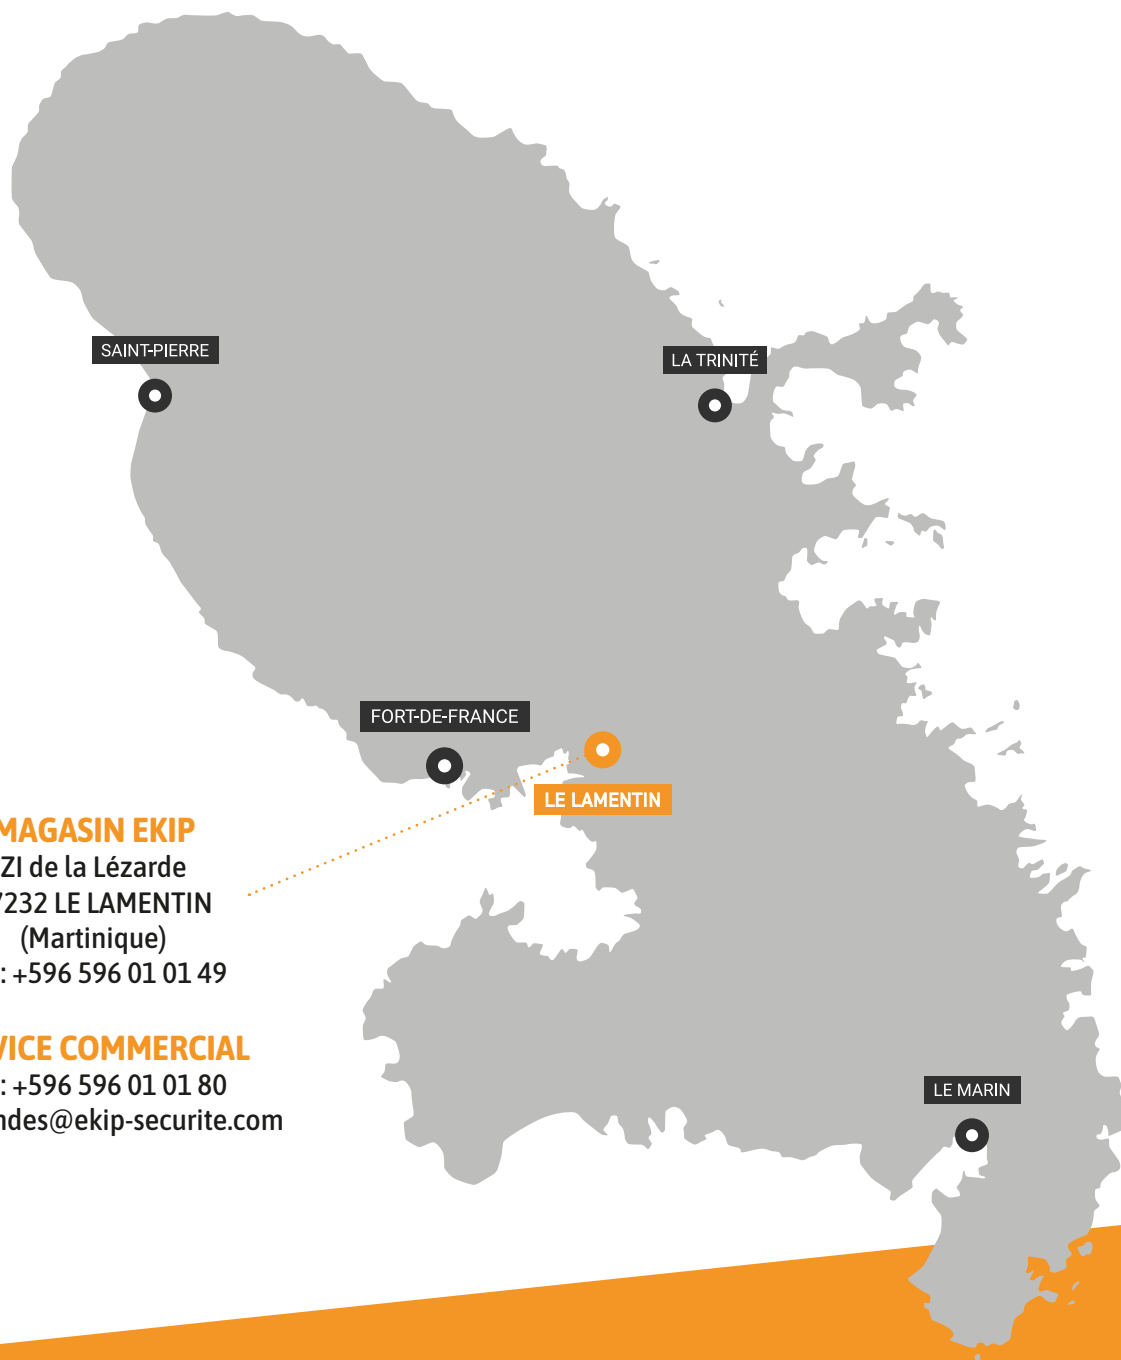 SAINT-PIERRE
LA TRINITÉ
FORT-DE-FRANCE
LE LAMENTIN
MAGASIN EKIP
ZI de la Lézarde
7232 LE LAMENTIN
(Martinique)
: +596 596 01 01 49
VICE COMMERCIAL
: +596 596 01 01 80
ndes@ekip-securite.com
LE MARIN